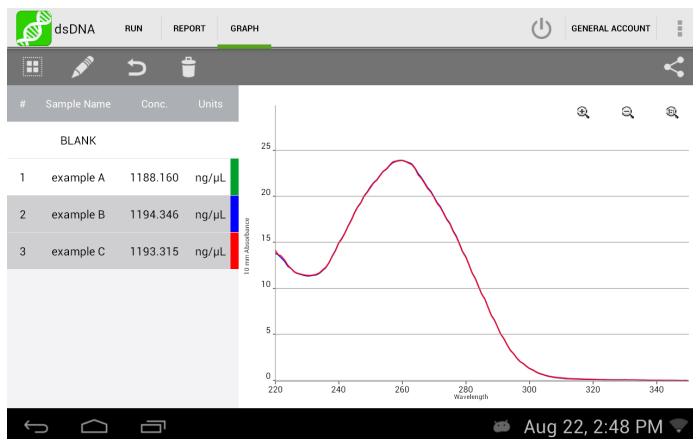 dsDNA RUN REPORT GRAPH GENERAL ACCOUNT
# Sample Name Conc. Units
BLANK
1 example A 1188.160 ng/µL
2 example B 1194.346 ng/µL
3 example C 1193.315 ng/µL
25
20
15
10
5
0
10 mm Absorbance
220 240 260 280 300 320 340
Wavelength
Aug 22, 2:48 PM